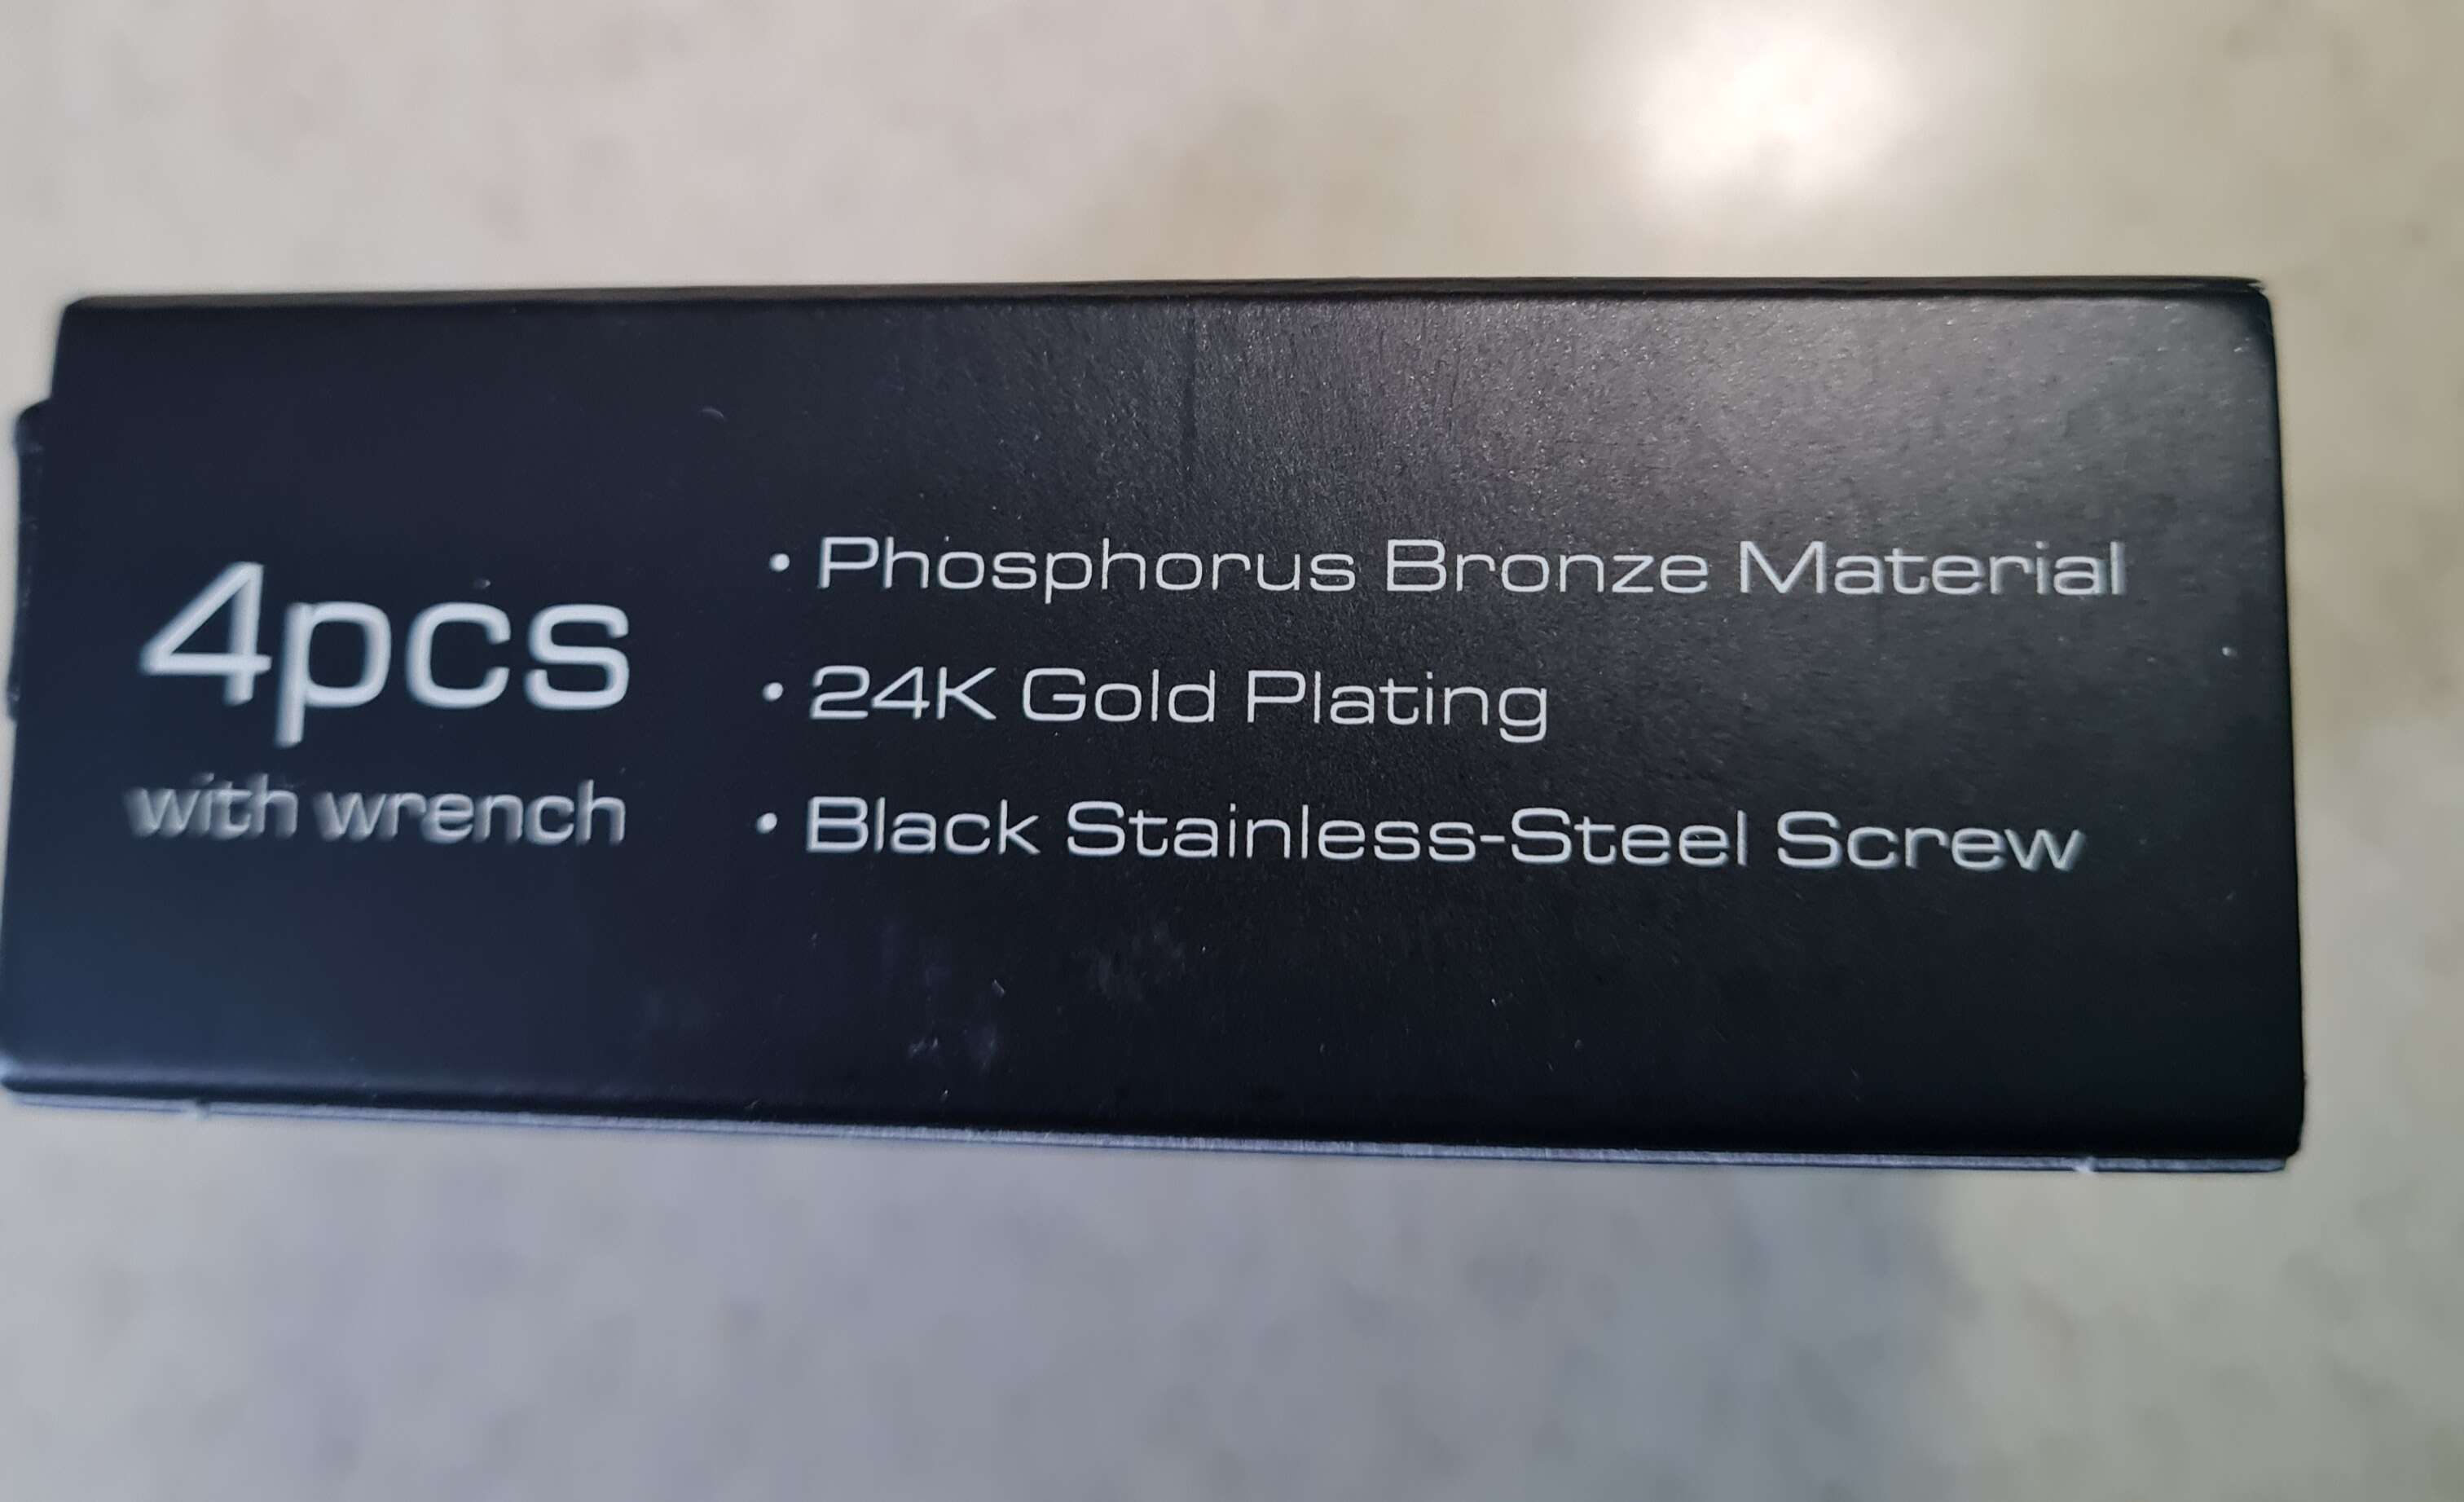 4pcs
with wrench
• Phosphorus Bronze Material
• 24K Gold Plating
• Black Stainless-Steel Screw